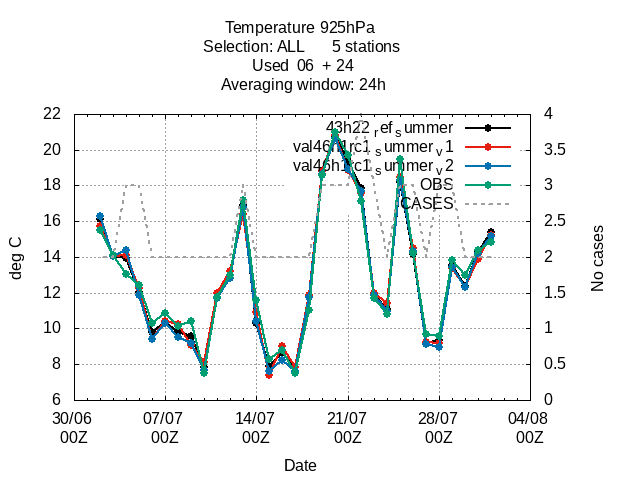 Temperature 925hPa
Selection: ALL 5 stations
Used 06 + 24
Averaging window: 24h
22
20
18
16
14
12
10
8
6
4
3.5
3
2.5
2
1.5
1
0.5
0
deg C
No cases
43h22_refsummer
val46h1rc1_summer_v1
val46h1rc1_summer_v2
OBS
CASES
30/06 07/07 14/07 21/07 28/07 04/08
00Z 00Z 00Z 00Z 00Z 00Z
Date